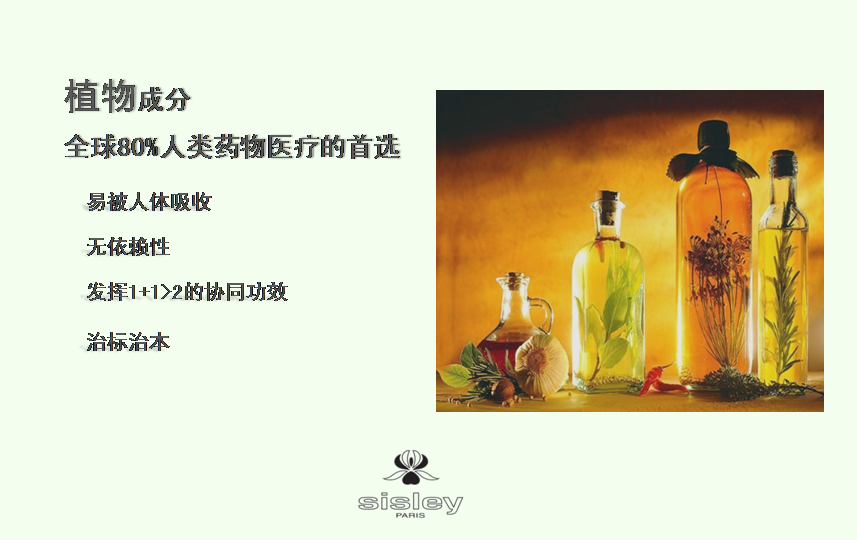 植物成分
全球80%人类药物医疗的首选
易被人体吸收
无依赖性
发挥1+1>2的协同功效
治标治本
sisley
PARIS